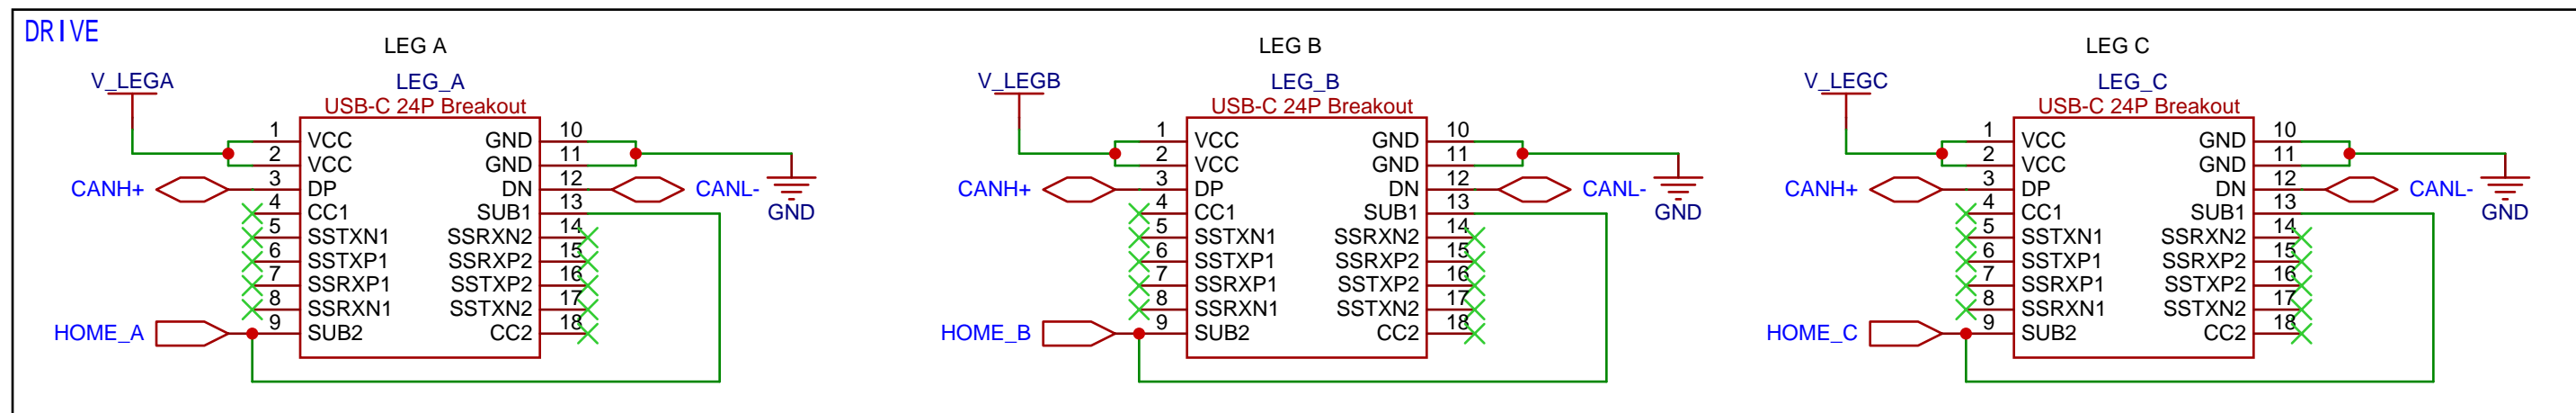 DRIVE
LEG A
V_LEGA
LEG_A
USB-C 24P Breakout
1 VCC GND 10
2 VCC GND 11
CANH+ 3 DP DN 12 CANL-
4 CC1 SUB1 13
GND
5 SSTXN1 SSRXN2 14
6 SSTXP1 SSRXP2 15
7 SSRXP1 SSTXP2 16
8 SSRXN1 SSTXN2 17
HOME_A 9 SUB2 CC2 18
LEG B
V_LEGB
LEG_B
USB-C 24P Breakout
1 VCC GND 10
2 VCC GND 11
CANH+ 3 DP DN 12 CANL-
4 CC1 SUB1 13
GND
5 SSTXN1 SSRXN2 14
6 SSTXP1 SSRXP2 15
7 SSRXP1 SSTXP2 16
8 SSRXN1 SSTXN2 17
HOME_B 9 SUB2 CC2 18
LEG C
V_LEGC
LEG_C
USB-C 24P Breakout
1 VCC GND 10
2 VCC GND 11
CANH+ 3 DP DN 12 CANL-
4 CC1 SUB1 13
GND
5 SSTXN1 SSRXN2 14
6 SSTXP1 SSRXP2 15
7 SSRXP1 SSTXP2 16
8 SSRXN1 SSTXN2 17
HOME_C 9 SUB2 CC2 18